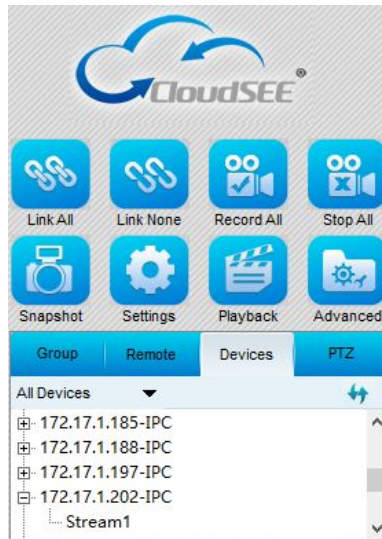 CloudSEE®
Link All Link None Record All Stop All
Snapshot Settings Playback Advanced
Group Remote Devices PTZ
All Devices
172.17.1.185-IPC
172.17.1.188-IPC
172.17.1.197-IPC
172.17.1.202-IPC
Stream1